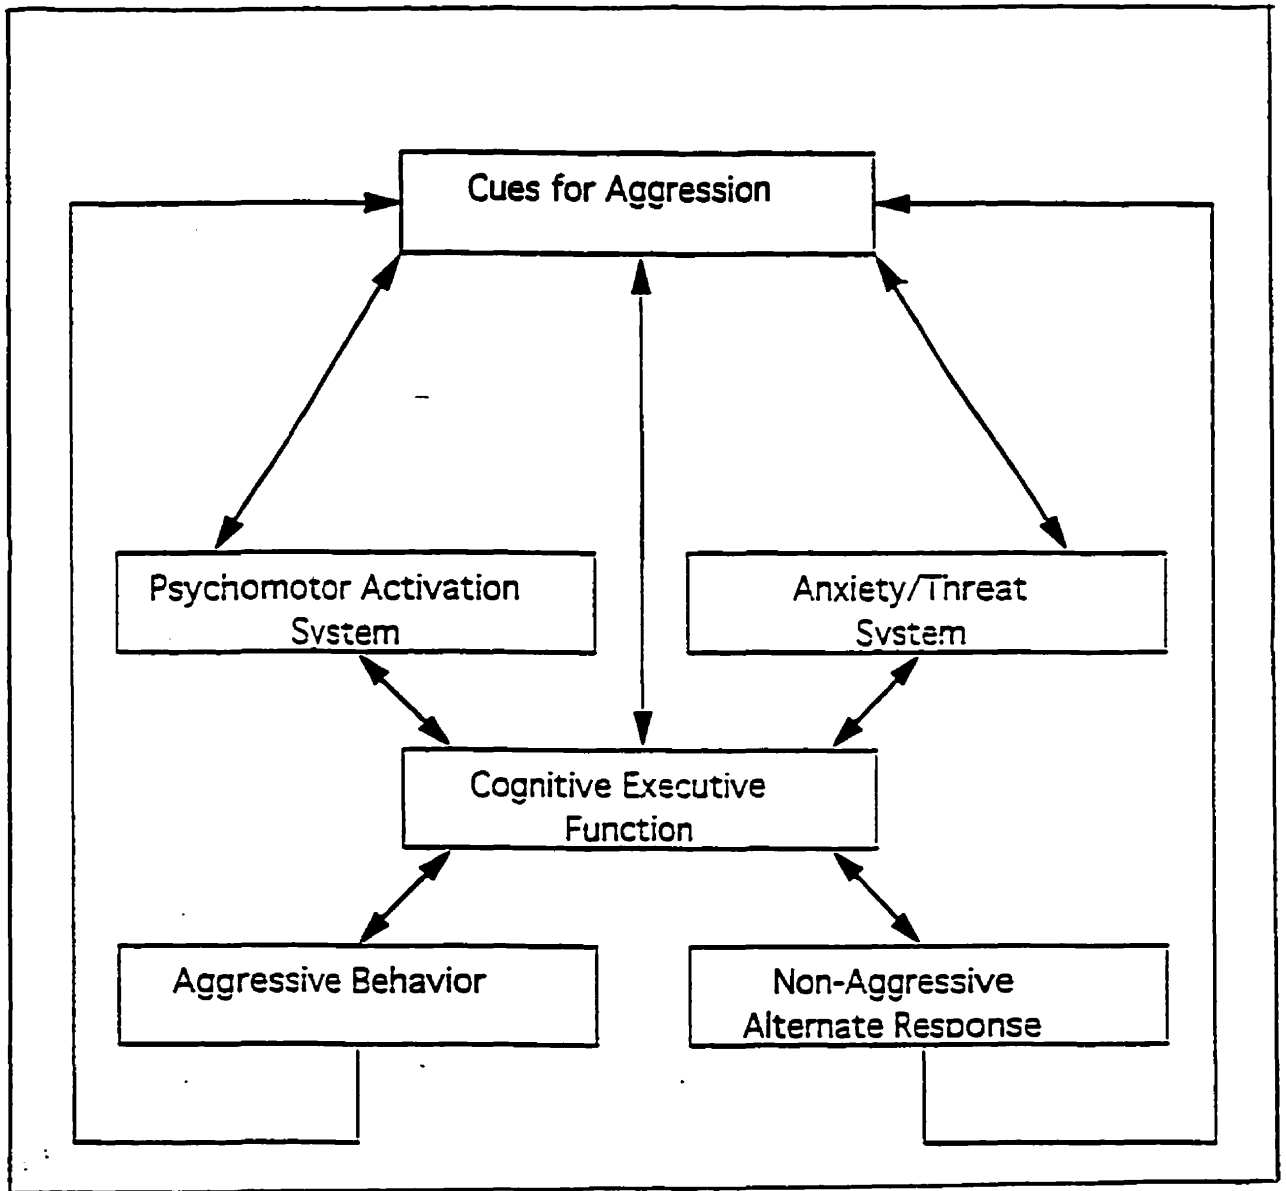 Cues for Aggression
Psychomotor Activation
System
Anxiety/Threat
System
Cognitive Executive
Function
Aggressive Behavior
Non-Aggressive
Alternate Response